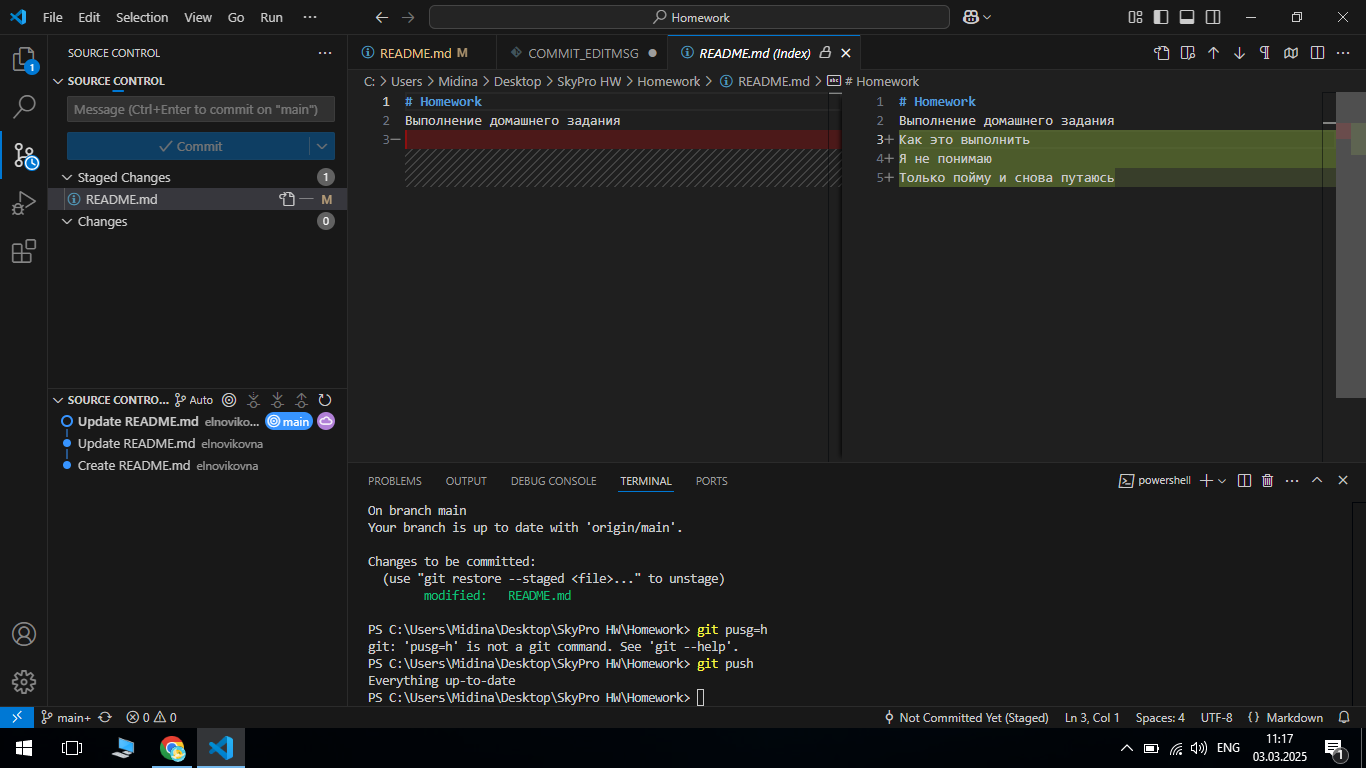 File Edit Selection View Go Run ··· Homework
SOURCE CONTROL ···
SOURCE CONTROL
Message (Ctrl+Enter to commit on "main")
Commit
Staged Changes 1
README.md M
Changes 0
SOURCE CONTRO... Auto
Update README.md elnoviko... main
Update README.md elnovikovna
Create README.md elnovikovna
1
README.md M COMMIT_EDITMSG README.md (Index)
C: > Users > Midina > Desktop > SkyPro HW > Homework > README.md > # Homework
1 # Homework
2 Выполнение домашнего задания
3—
1 # Homework
2 Выполнение домашнего задания
3+ Как это выполнить
4+ Я не понимаю
5+ Только пойму и снова путаюсь
PROBLEMS OUTPUT DEBUG CONSOLE TERMINAL PORTS powershell
On branch main
Your branch is up to date with 'origin/main'.
Changes to be committed:
(use "git restore --staged <file>..." to unstage)
modified: README.md
PS C:\Users\Midina\Desktop\SkyPro HW\Homework> git pusg=h
git: 'pusg=h' is not a git command. See 'git --help'.
PS C:\Users\Midina\Desktop\SkyPro HW\Homework> git push
Everything up-to-date
PS C:\Users\Midina\Desktop\SkyPro HW\Homework>
main+ 0 0 Not Committed Yet (Staged) Ln 3, Col 1 Spaces: 4 UTF-8 {} Markdown
ENG 11:17
03.03.2025 1